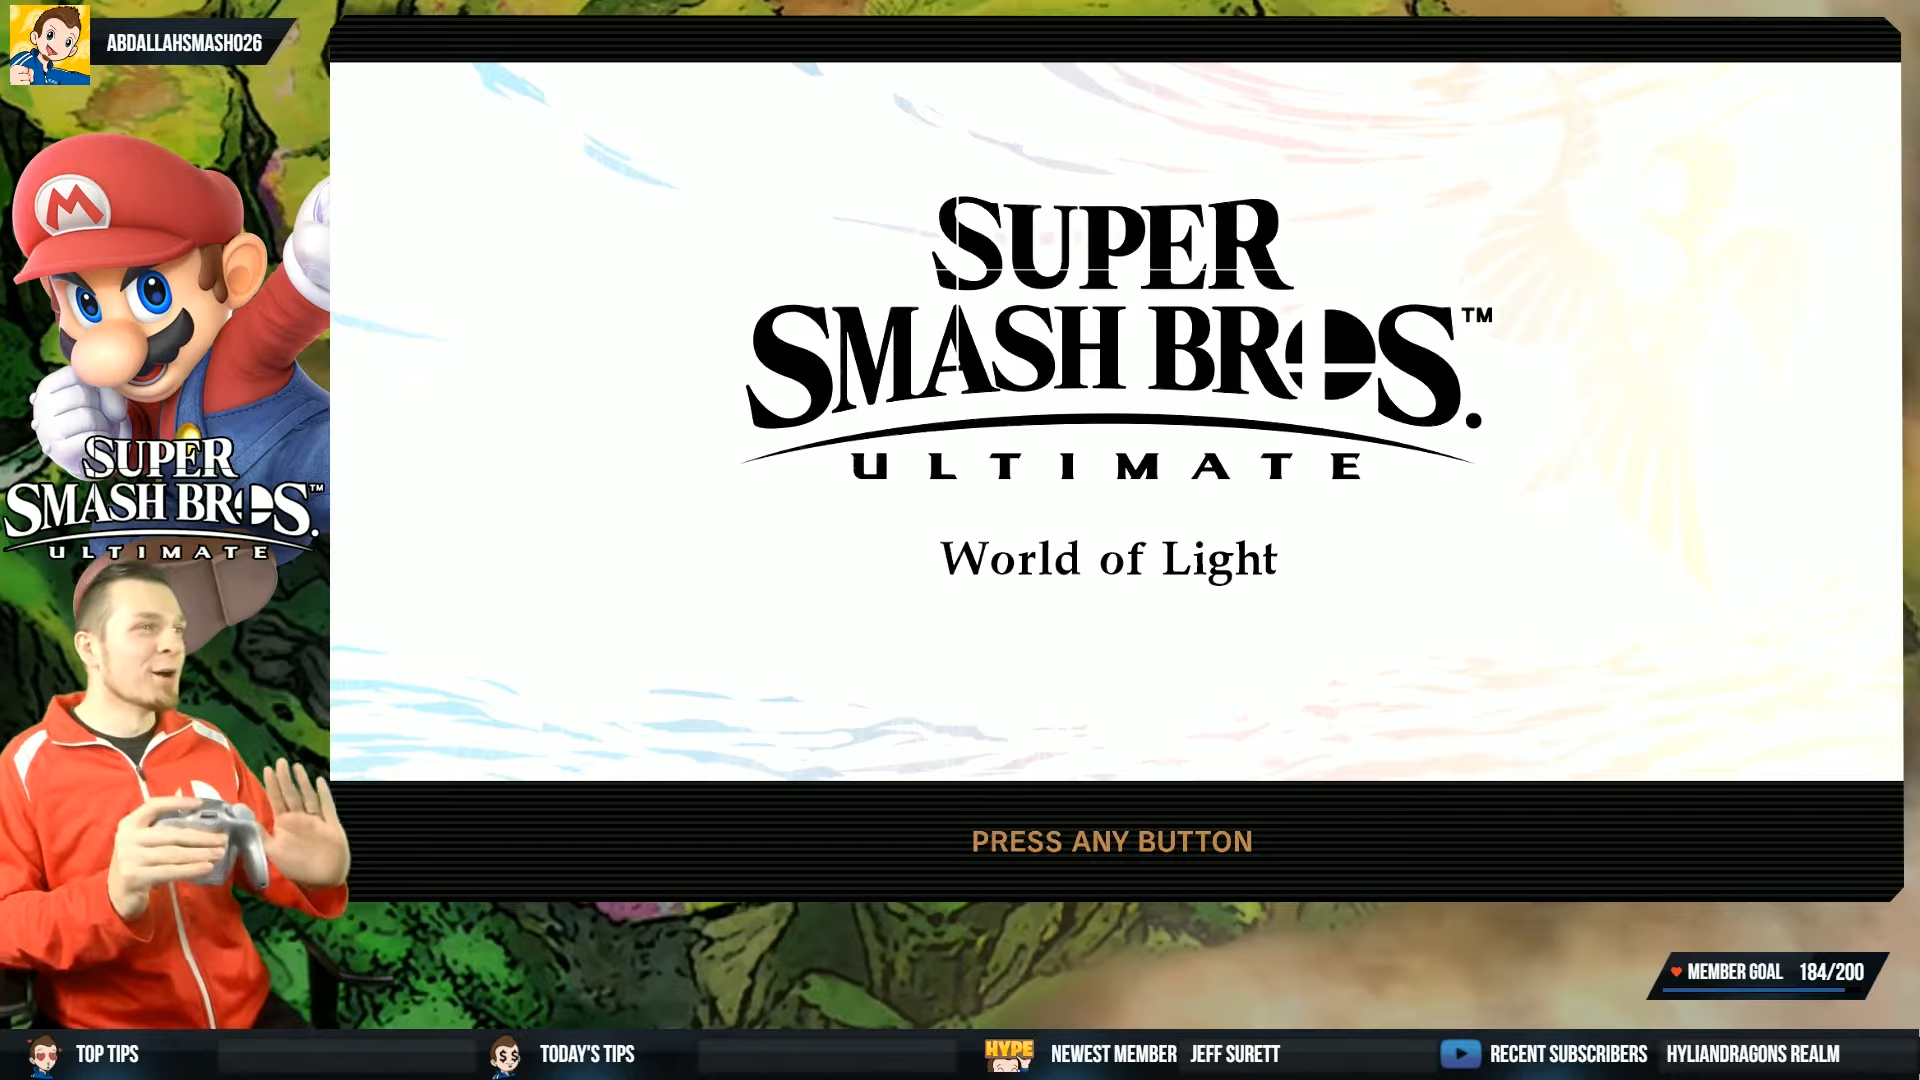 ABDALLAHSMASH026
M
SUPER
SMASH BROS.™
ULTIMATE
World of Light
PRESS ANY BUTTON
SUPER
SMASH BROS.™
ULTIMATE
MEMBER GOAL 184/200
TOP TIPS
TODAY'S TIPS
HYPE
NEWEST MEMBER JEFF SURETT
RECENT SUBSCRIBERS HYLIANDRAGONS REALM